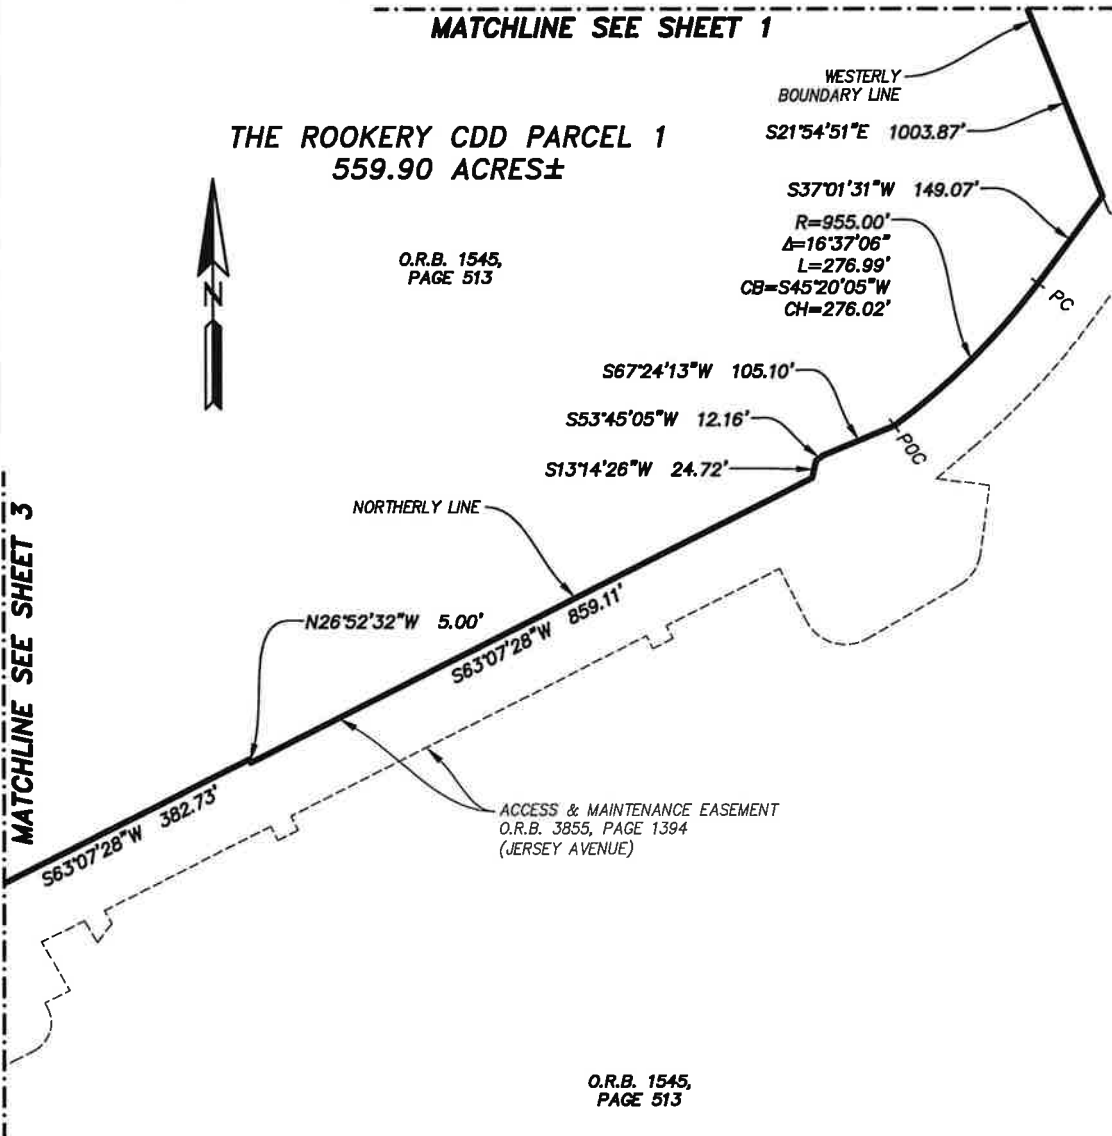 MATCHLINE SEE SHEET 1
WESTERLY
BOUNDARY LINE
THE ROOKERY CDD PARCEL 1
559.90 ACRES±
S21°54'51"E 1003.87'
S37°01'31"W 149.07'
R=955.00'
Δ=16°37'06"
L=276.99'
CB=S45°20'05"W
CH=276.02'
PC
N
O.R.B. 1545,
PAGE 513
S67°24'13"W 105.10'
S53°45'05"W 12.16'
S13°14'26"W 24.72'
POC
NORTHERLY LINE
MATCHLINE SEE SHEET 3
N26°52'32"W 5.00'
S63°07'28"W 859.11'
S63°07'28"W 382.73'
ACCESS & MAINTENANCE EASEMENT
O.R.B. 3855, PAGE 1394
(JERSEY AVENUE)
O.R.B. 1545,
PAGE 513